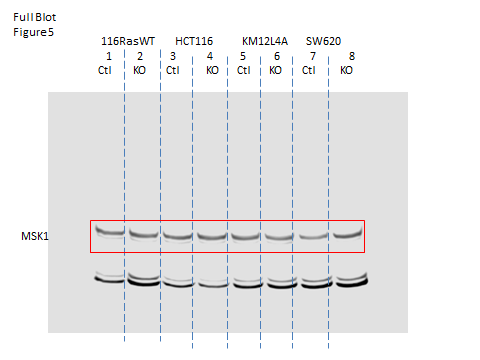 Full Blot
Figure5
116RasWT HCT116 KM12L4A SW620
1 2 3 4 5 6 7 8
Ctl KO Ctl KO Ctl KO Ctl KO
MSK1